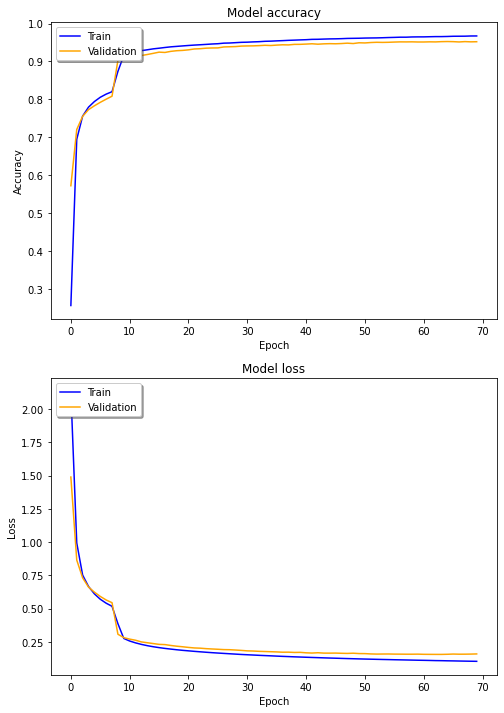 Model accuracy
1.0
0.9
0.8
0.7
0.6
0.5
0.4
0.3
Accuracy
Train
Validation
0 10 20 30 40 50 60 70
Epoch
Model loss
2.00
1.75
1.50
1.25
1.00
0.75
0.50
0.25
Loss
Train
Validation
0 10 20 30 40 50 60 70
Epoch